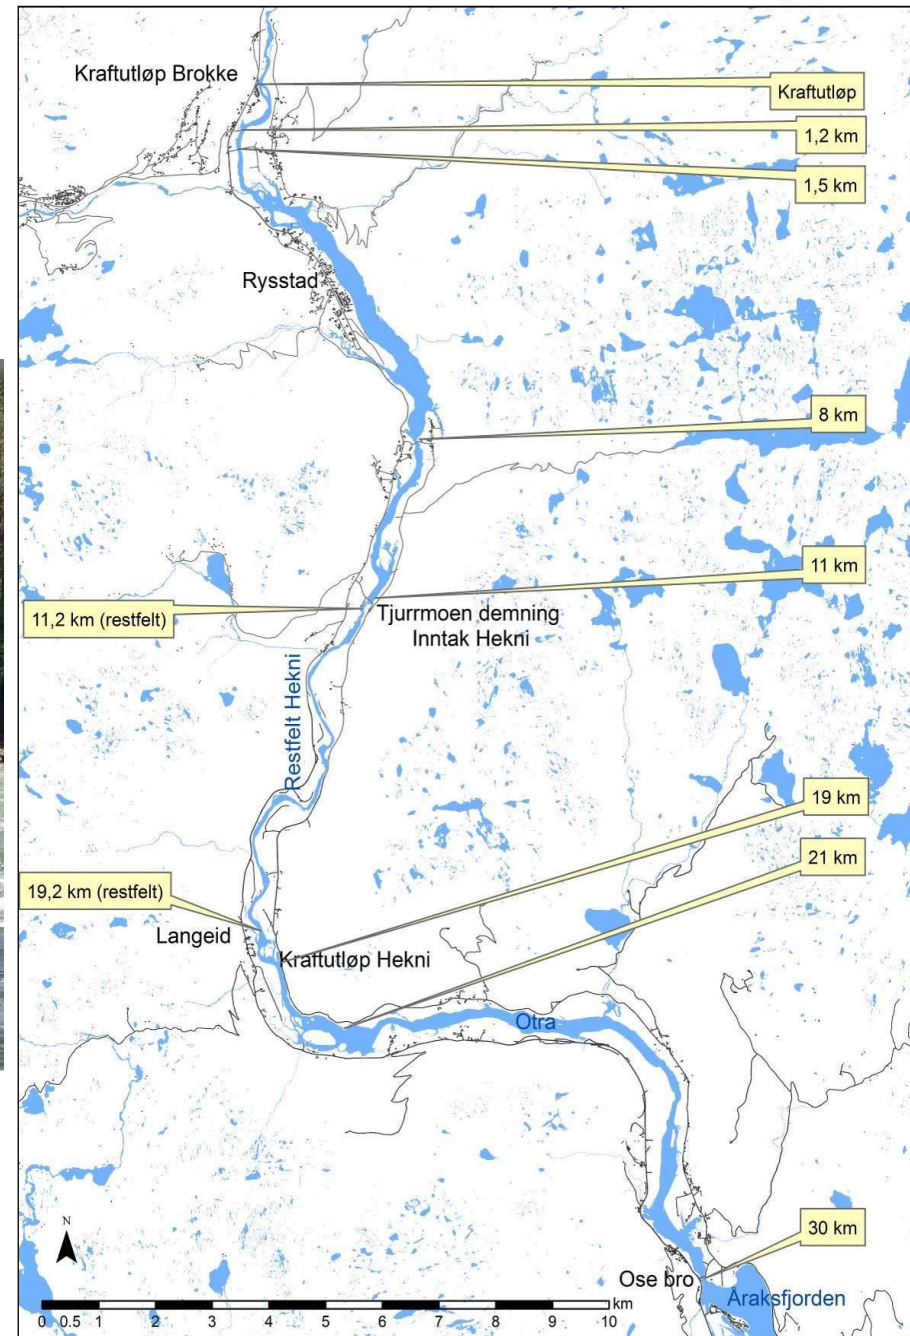 Kraftutløp Brokke
Kraftutløp
1,2 km
1,5 km
Rysstad
8 km
11 km
11,2 km (restfelt)
Tjurrmoen demning
Inntak Hekni
Restfelt Hekni
19 km
21 km
19,2 km (restfelt)
Langeid
Kraftutløp Hekni
Otra
30 km
Ose bro
Åraksfjorden
N
km
0 0.5 1 2 3 4 5 6 7 8 9 10